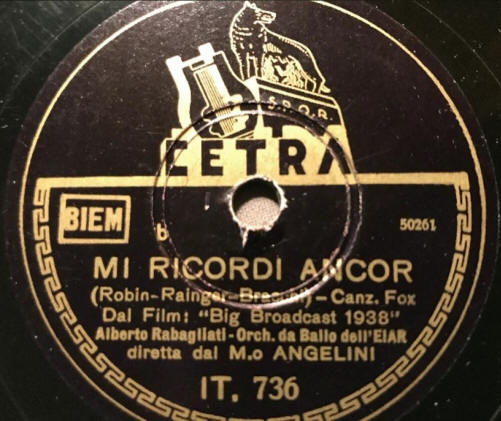 S.P.Q.R.
CETRA
BIEM
b
50261
MI RICORDI ANCOR
(Robin-Rainger-Braschi)-Canz. Fox
Dal Film: "Big Broadcast 1938"
Alberto Rabagliati - Orch. da Ballo dell'EIAR
diretta dal M.o ANGELINI
IT. 736